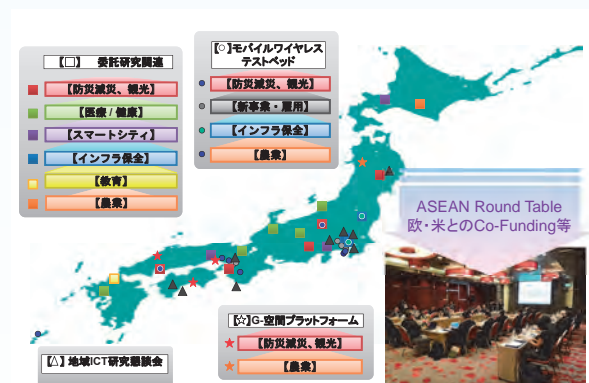 【□】 委託研究関連
【防災減災、観光】
【医療 / 健康】
【スマートシティ】
【インフラ保全】
【教育】
【農業】
【○】モバイルワイヤレス
テストベッド
【防災減災、観光】
【新事業・雇用】
【インフラ保全】
【農業】
ASEAN Round Table
欧・米とのCo-Funding等
【☆】G-空間プラットフォーム
【防災減災、観光】
【農業】
【△】 地域ICT研究懇談会